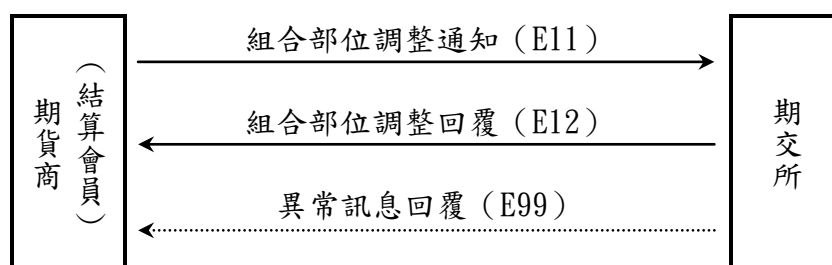 期貨商
（結算會員）
組合部位調整通知（E11）
組合部位調整回覆（E12）
異常訊息回覆（E99）
期交所